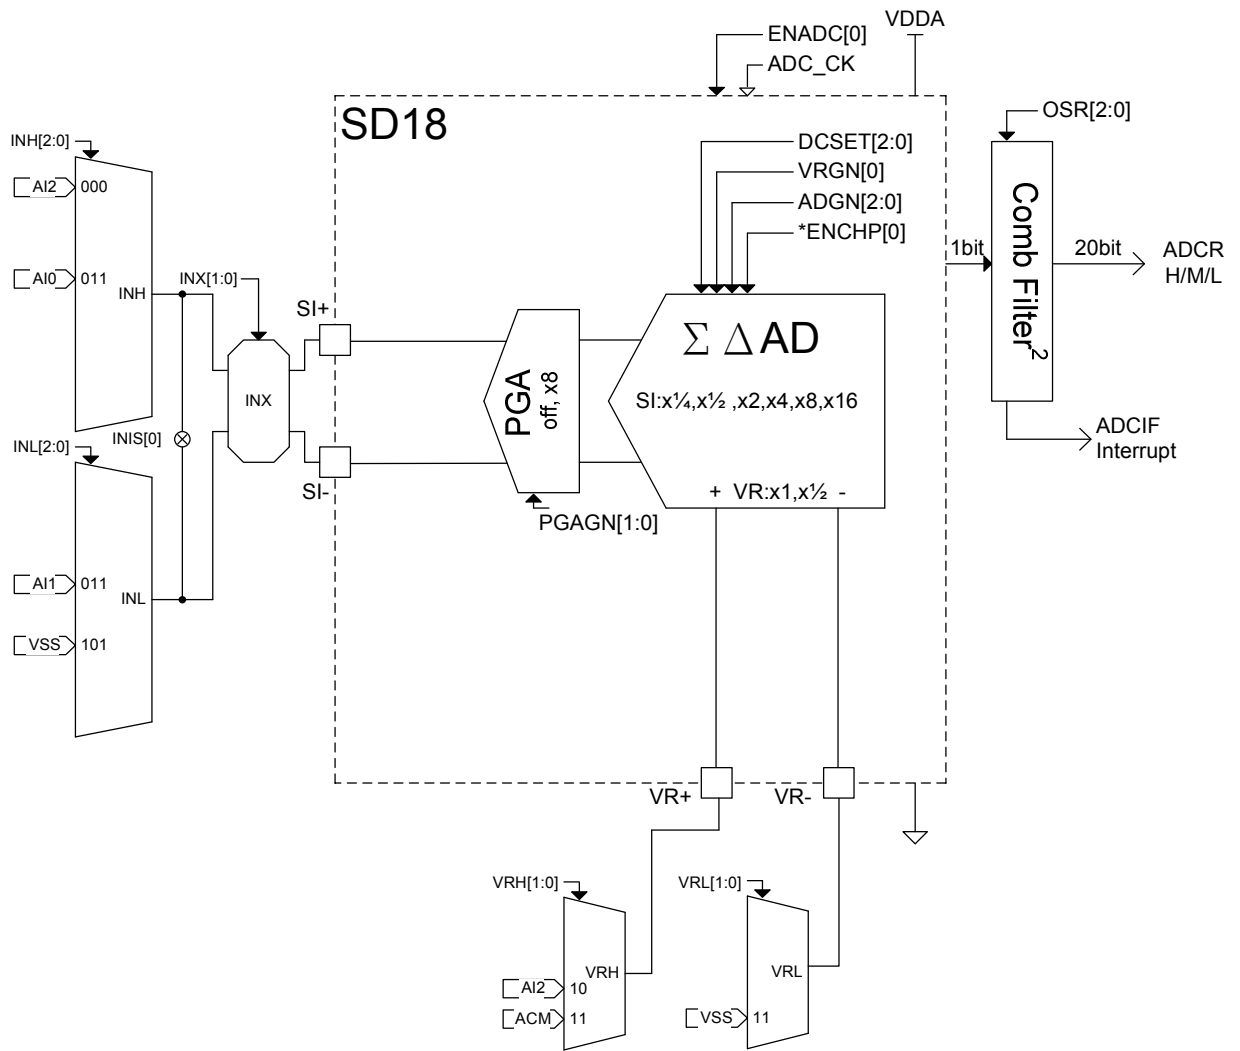 VDDA
ENADC[0]
ADC_CK
SD18
OSR[2:0]
INH[2:0]
AI2 000
AI0 011
INH
INX[1:0]
SI+
DCSET[2:0]
VRGN[0]
ADGN[2:0]
*ENCHP[0]
1bit
Comb Filter2
20bit
ADCR
H/M/L
Σ Δ AD
SI:x¼,x½ ,x2,x4,x8,x16
+ VR:x1,x½ -
PGA
off, x8
PGAGN[1:0]
INX
ADCIF
Interrupt
INIS[0]
INL[2:0]
SI-
AI1 011
INL
VSS 101
VR+
VR-
VRH[1:0]
VRL[1:0]
VRH
AI2 10
ACM 11
VRL
VSS 11